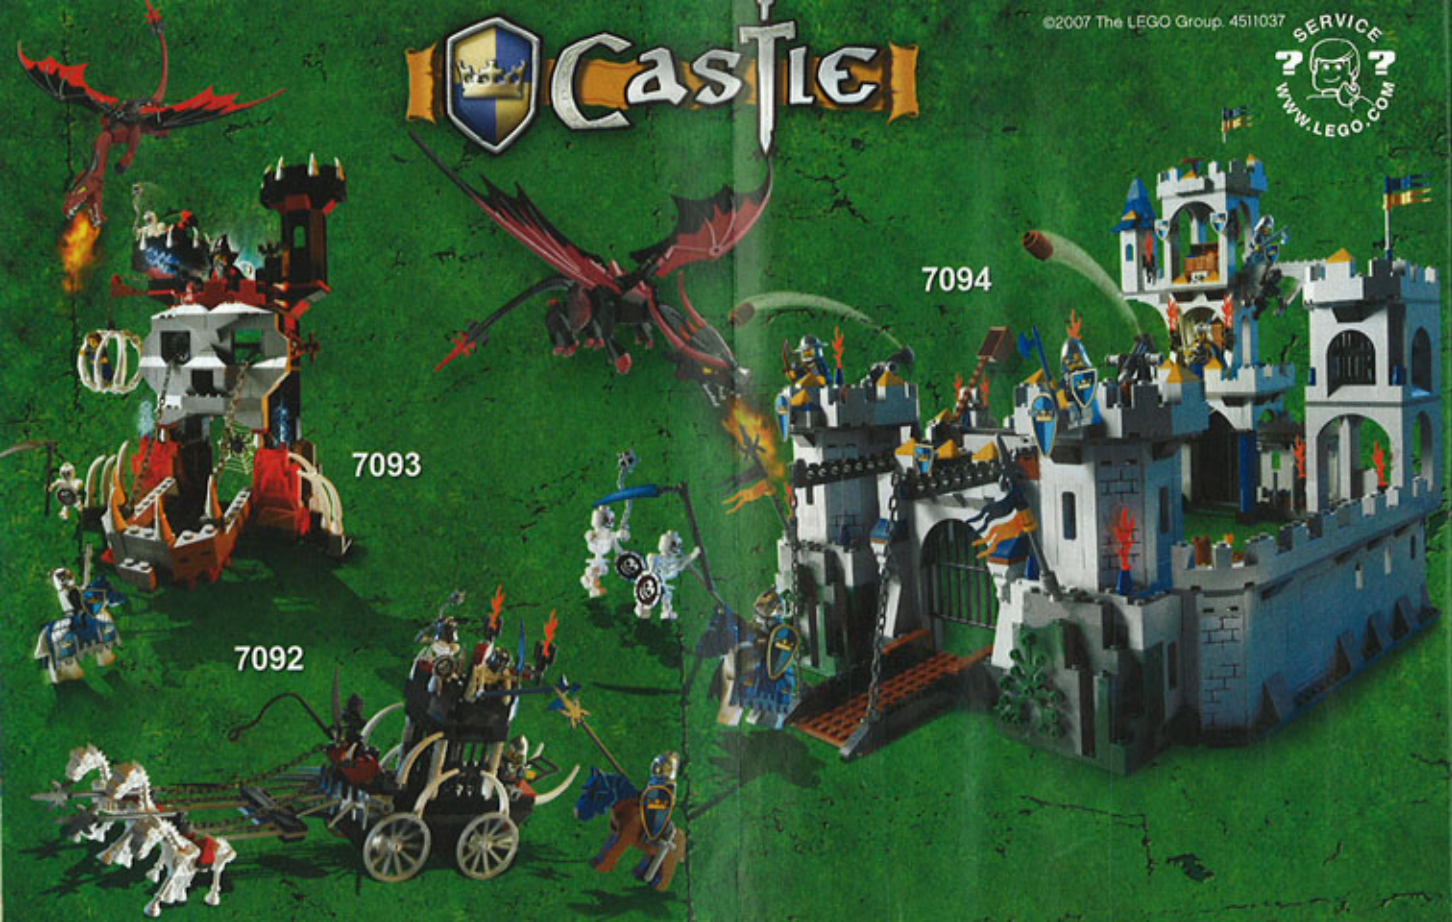 ©2007 The LEGO Group. 4511037
CASTLE
SERVICE
WWW.LEGO.COM
? ?
7094
7093
7092